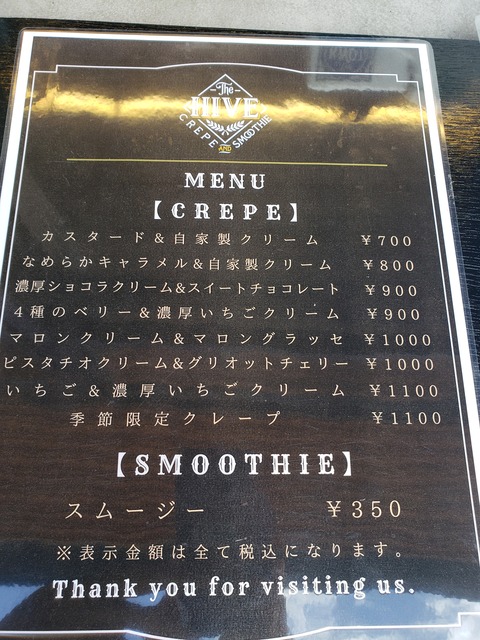 The
HIVE
CREPE AND SMOOTHIE
MENU
【CREPE】
カスタード&自家製クリーム ¥700
なめらかキャラメル&自家製クリーム ¥800
濃厚ショコラクリーム&スイートチョコレート ¥900
4種のベリー&濃厚いちごクリーム ¥900
マロンクリーム&マロングラッセ ¥1000
ピスタチオクリーム&グリオットチェリー ¥1000
いちご&濃厚いちごクリーム ¥1100
季節限定クレープ ¥1100
【SMOOTHIE】
スムージー ¥350
※表示金額は全て税込になります。
Thank you for visiting us.